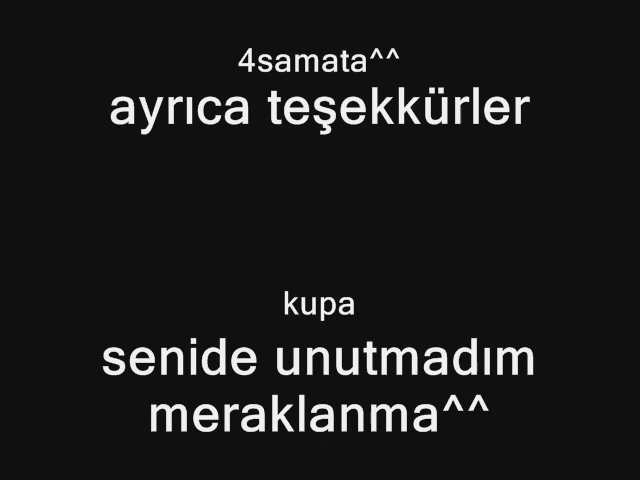 4samata^^
ayrıca teşekkürler
kupa
senide unutmadım
meraklanma^^